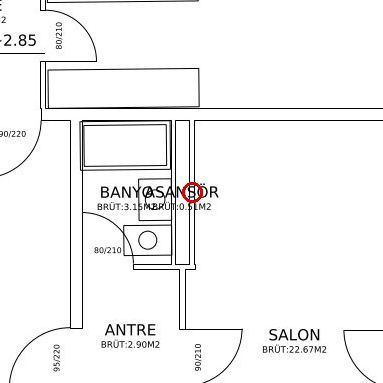 80/210
-2.85
90/220
BANYO
BRÜT:3.15M2
ASANSÖR
BRÜT:0.51M2
80/210
ANTRE
BRÜT:2.90M2
SALON
BRÜT:22.67M2
95/220
90/210